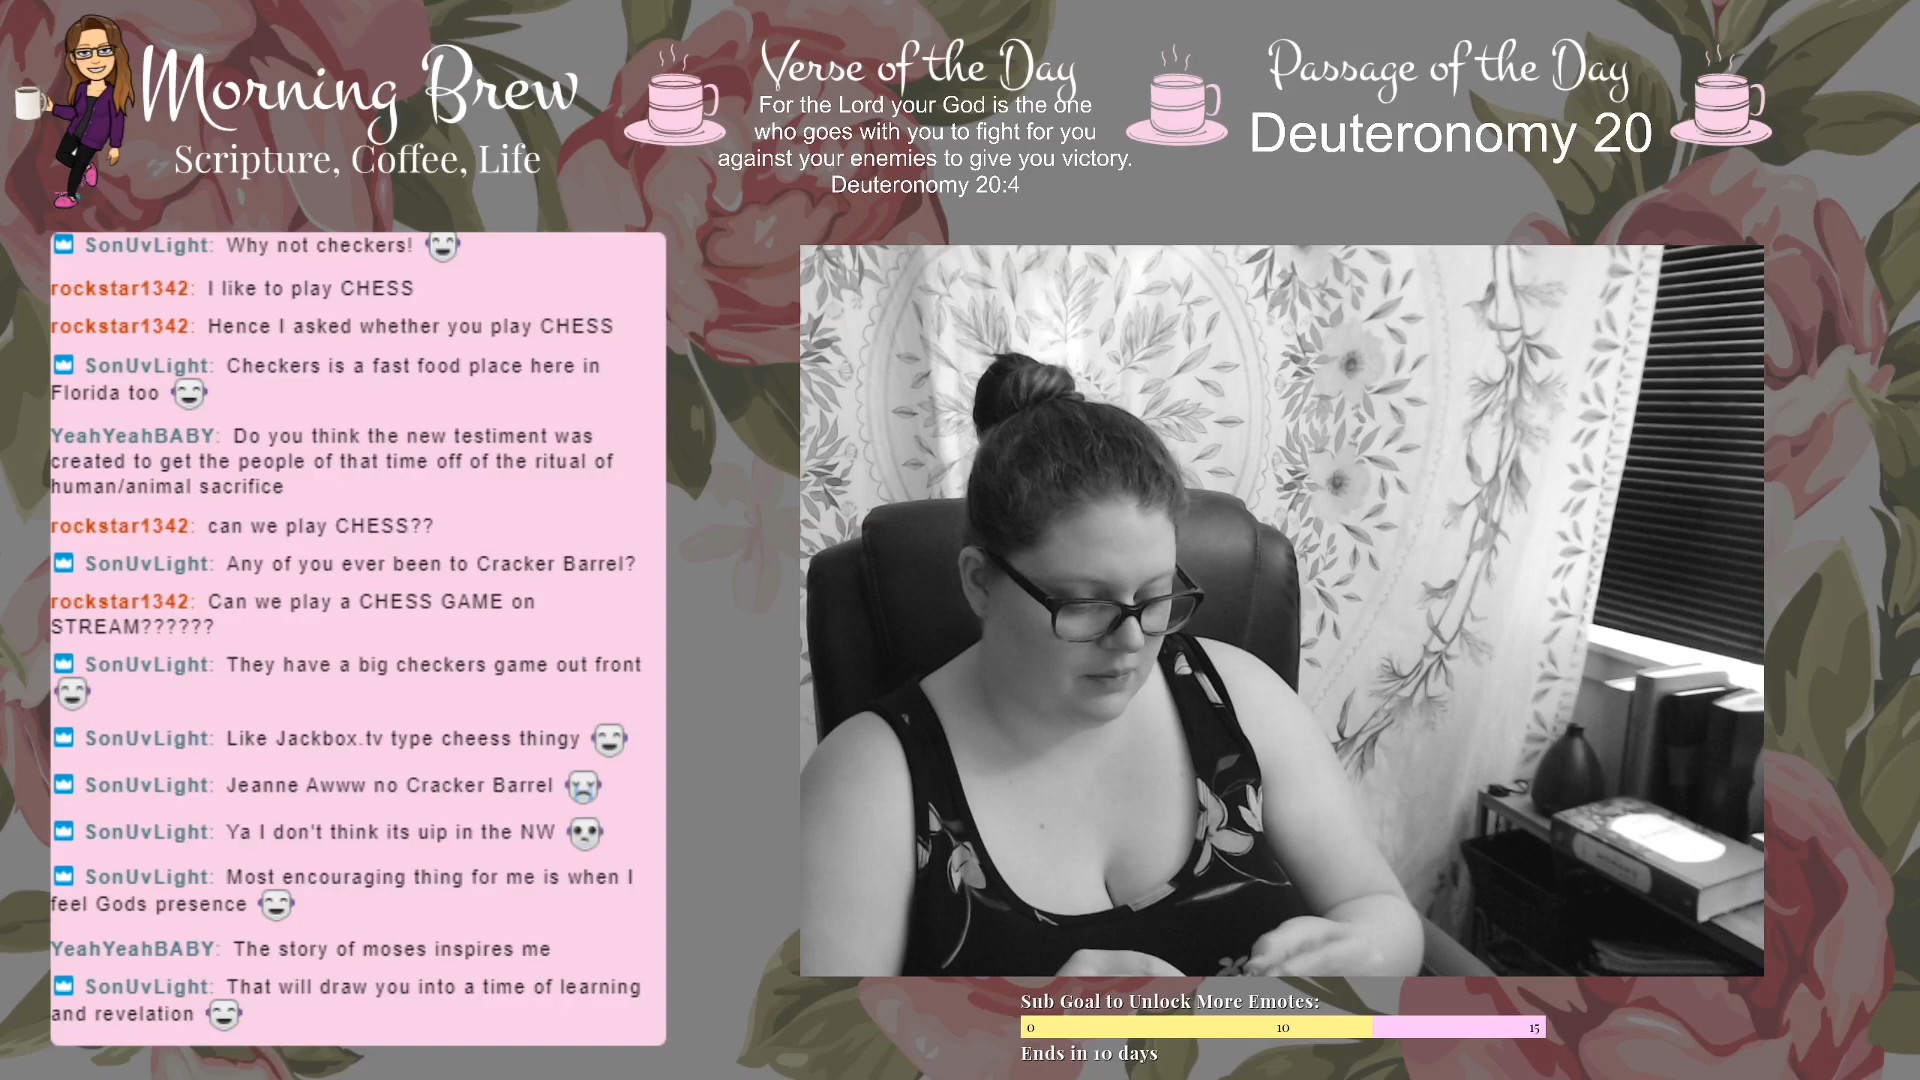 Morning Brew
Scripture, Coffee, Life
Verse of the Day
For the Lord your God is the one
who goes with you to fight for you
against your enemies to give you victory.
Deuteronomy 20:4
Passage of the Day
Deuteronomy 20
SonUvLight: Why not checkers!
rockstar1342: I like to play CHESS
rockstar1342: Hence I asked whether you play CHESS
SonUvLight: Checkers is a fast food place here in
Florida too
YeahYeahBABY: Do you think the new testiment was
created to get the people of that time off of the ritual of
human/animal sacrifice
rockstar1342: can we play CHESS??
SonUvLight: Any of you ever been to Cracker Barrel?
rockstar1342: Can we play a CHESS GAME on
STREAM??????
SonUvLight: They have a big checkers game out front
SonUvLight: Like Jackbox.tv type cheess thingy
SonUvLight: Jeanne Awww no Cracker Barrel
SonUvLight: Ya I don't think its uip in the NW
SonUvLight: Most encouraging thing for me is when I
feel Gods presence
YeahYeahBABY: The story of moses inspires me
SonUvLight: That will draw you into a time of learning
and revelation
Sub Goal to Unlock More Emotes:
0 10 15
Ends in 10 days